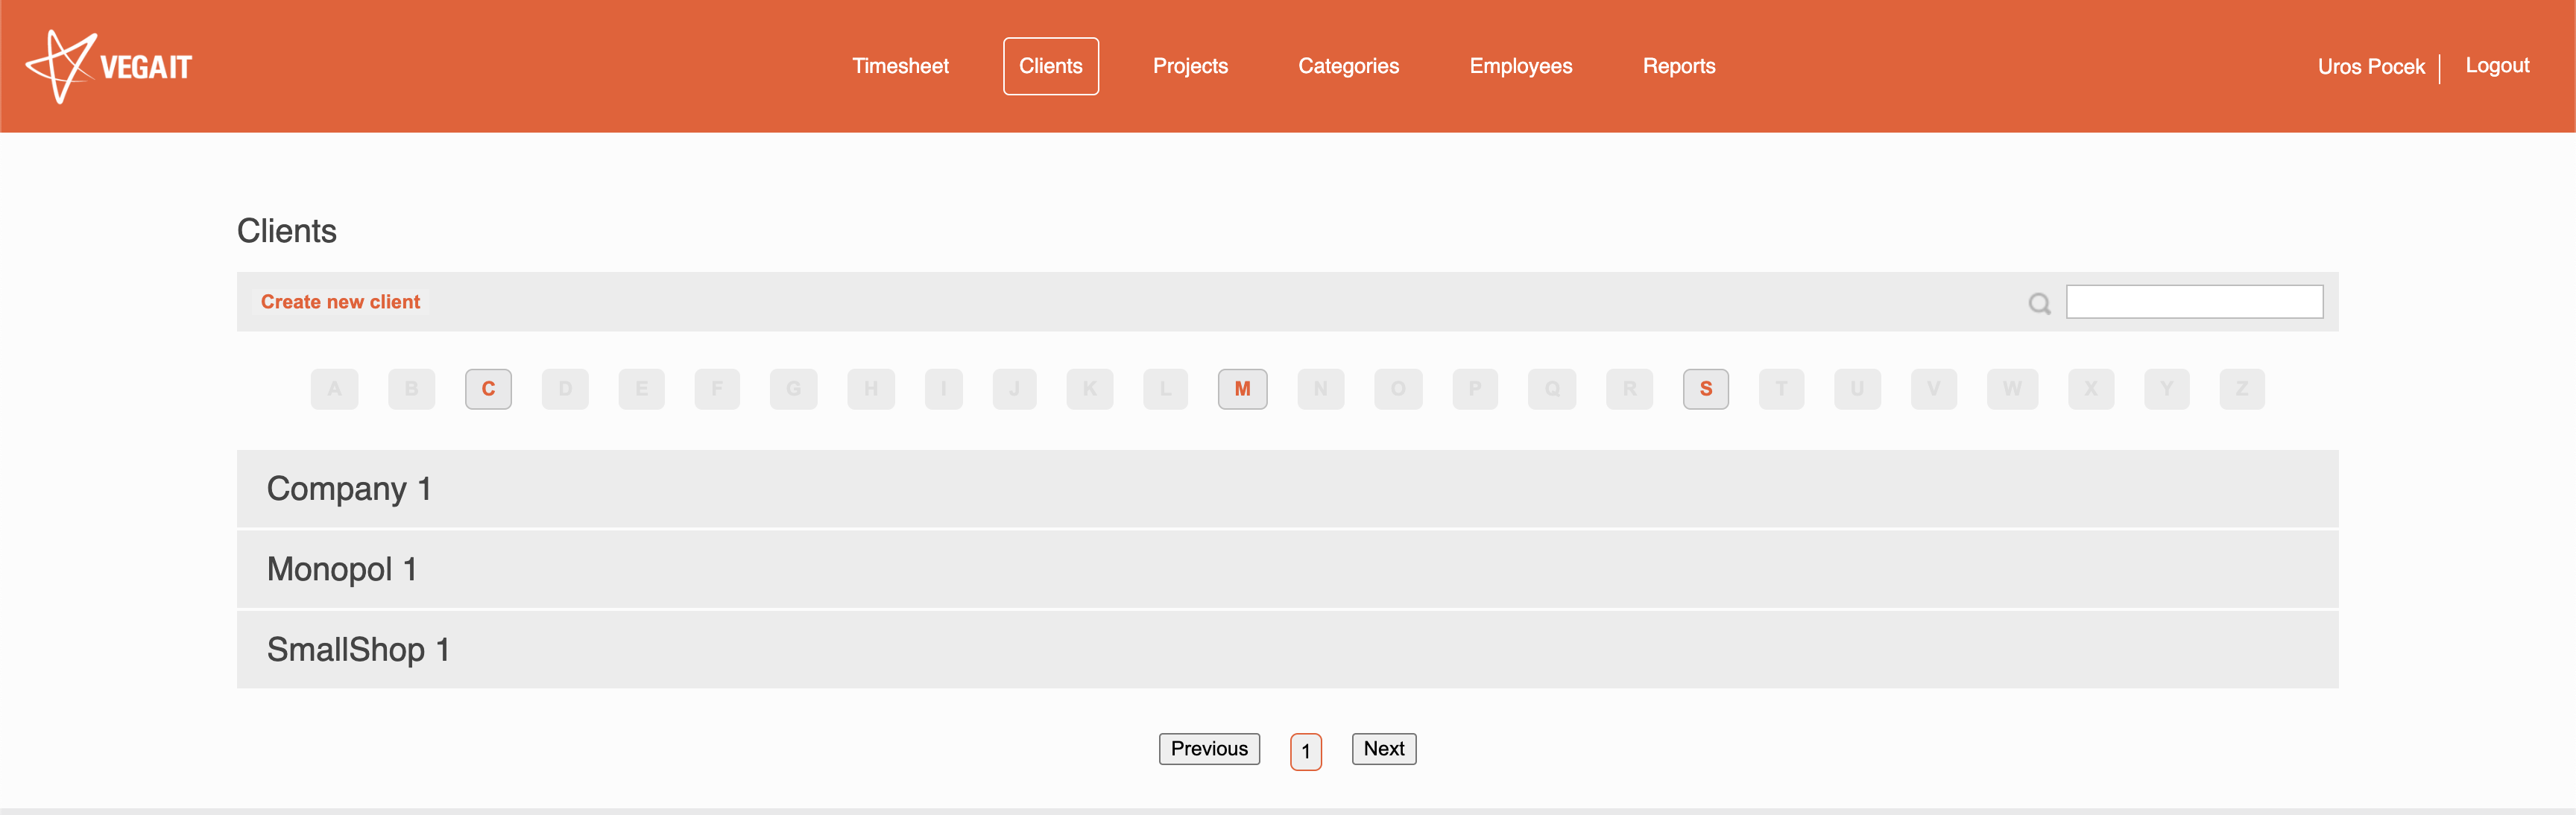 VEGAIT
Timesheet Clients Projects Categories Employees Reports
Uros Pocek Logout
Clients
Create new client
A B C D E F G H I J K L M N O P Q R S T U V W X Y Z
Company 1
Monopol 1
SmallShop 1
Previous 1 Next